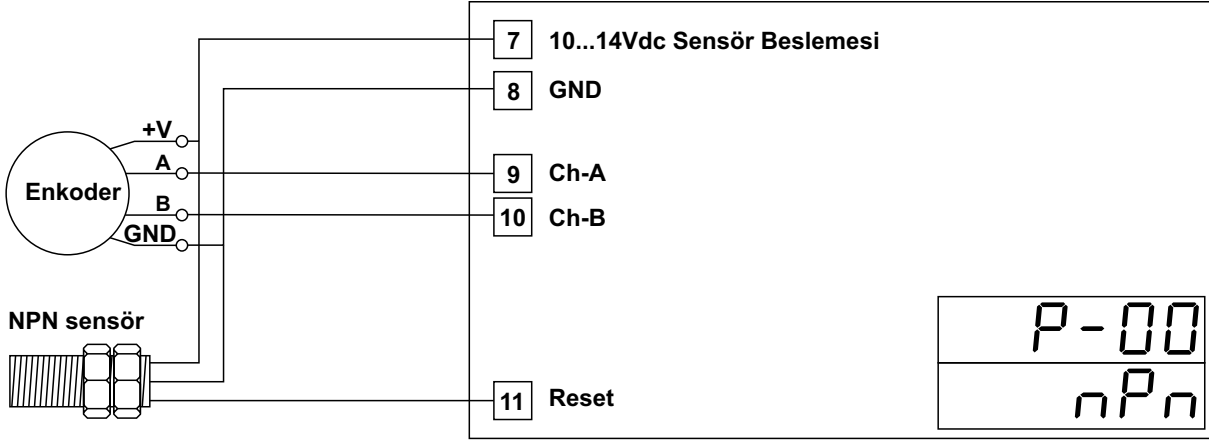 7 10...14Vdc Sensör Beslemesi
8 GND
+V
A
9 Ch-A
Enkoder
B
10 Ch-B
GND
NPN sensör
P-00
nPn
11 Reset